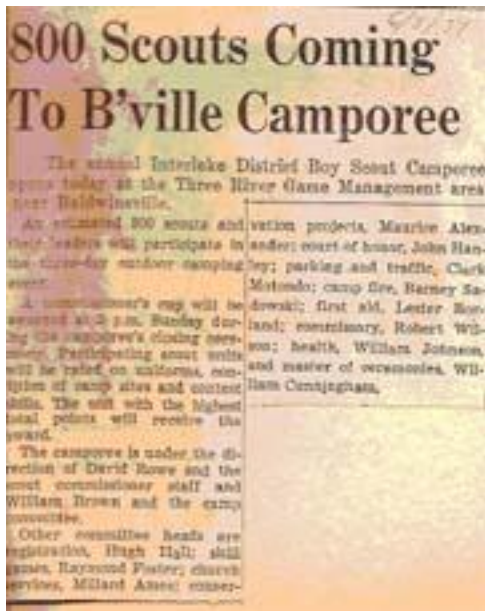 800 Scouts Coming
To B'ville Camporee
The annual Interlake District Boy Scout Camporee
opens today at the Three River Game Management area
near Baldwinsville.
An estimated 800 scouts and
their leaders will participate in
the three-day outdoor camping
event.
A commissioner's cup will be
awarded at 2 p.m. Sunday dur-
ing the camporee's closing cere-
mony. Participating scout units
will be rated on uniforms, con-
dition of camp sites and contest
skills. The unit with the highest
total points will receive the
award.
The camporee is under the di-
rection of David Rowe and the
scout commissioner staff and
William Brown and the camp
committee.
Other committee heads are
registration, Hugh Hall; skill
games, Raymond Foster; church
services, Millard Ames; conser-
vation projects, Maurice Alex-
ander; court of honor, John Han-
ley; parking and traffic, Clark
camp fire, Barney
first aid, Lester
commissary, Robert Wil-
son; health, William Johnson,
and master of ceremonies, Wil-
liam Cunningham.